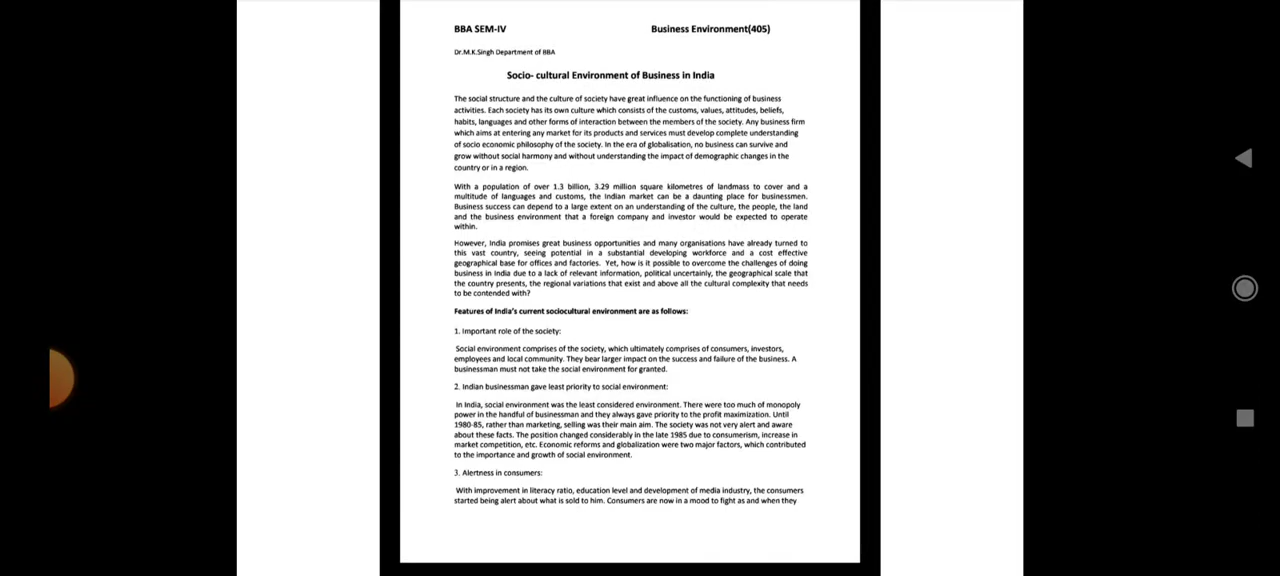 BBA SEM-IV Business Environment(405)
Dr.M.K.Singh Department of BBA
Socio- cultural Environment of Business in India
The social structure and the culture of society have great influence on the functioning of business
activities. Each society has its own culture which consists of the customs, values, attitudes, beliefs,
habits, languages and other forms of interaction between the members of the society. Any business firm
which aims at entering any market for its products and services must develop complete understanding
of socio economic philosophy of the society. In the era of globalisation, no business can survive and
grow without social harmony and without understanding the impact of demographic changes in the
country or in a region.
With a population of over 1.3 billion, 3.29 million square kilometres of landmass to cover and a
multitude of languages and customs, the Indian market can be a daunting place for businessmen.
Business success can depend to a large extent on an understanding of the culture, the people, the land
and the business environment that a foreign company and investor would be expected to operate
within.
However, India promises great business opportunities and many organisations have already turned to
this vast country, seeing potential in a substantial developing workforce and a cost effective
geographical base for offices and factories. Yet, how is it possible to overcome the challenges of doing
business in India due to a lack of relevant information, political uncertainly, the geographical scale that
the country presents, the regional variations that exist and above all the cultural complexity that needs
to be contended with?
Features of India's current sociocultural environment are as follows:
1. Important role of the society:
Social environment comprises of the society, which ultimately comprises of consumers, investors,
employees and local community. They bear larger impact on the success and failure of the business. A
businessman must not take the social environment for granted.
2. Indian businessman gave least priority to social environment:
In India, social environment was the least considered environment. There were too much of monopoly
power in the handful of businessman and they always gave priority to the profit maximization. Until
1980-85, rather than marketing, selling was their main aim. The society was not very alert and aware
about these facts. The position changed considerably in the late 1985 due to consumerism, increase in
market competition, etc. Economic reforms and globalization were two major factors, which contributed
to the importance and growth of social environment.
3. Alertness in consumers:
With improvement in literacy ratio, education level and development of media industry, the consumers
started being alert about what is sold to him. Consumers are now in a mood to fight as and when they